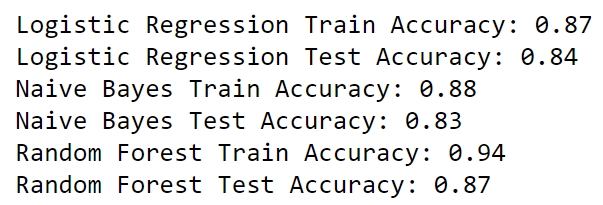 Logistic Regression Train Accuracy: 0.87
Logistic Regression Test Accuracy: 0.84
Naive Bayes Train Accuracy: 0.88
Naive Bayes Test Accuracy: 0.83
Random Forest Train Accuracy: 0.94
Random Forest Test Accuracy: 0.87